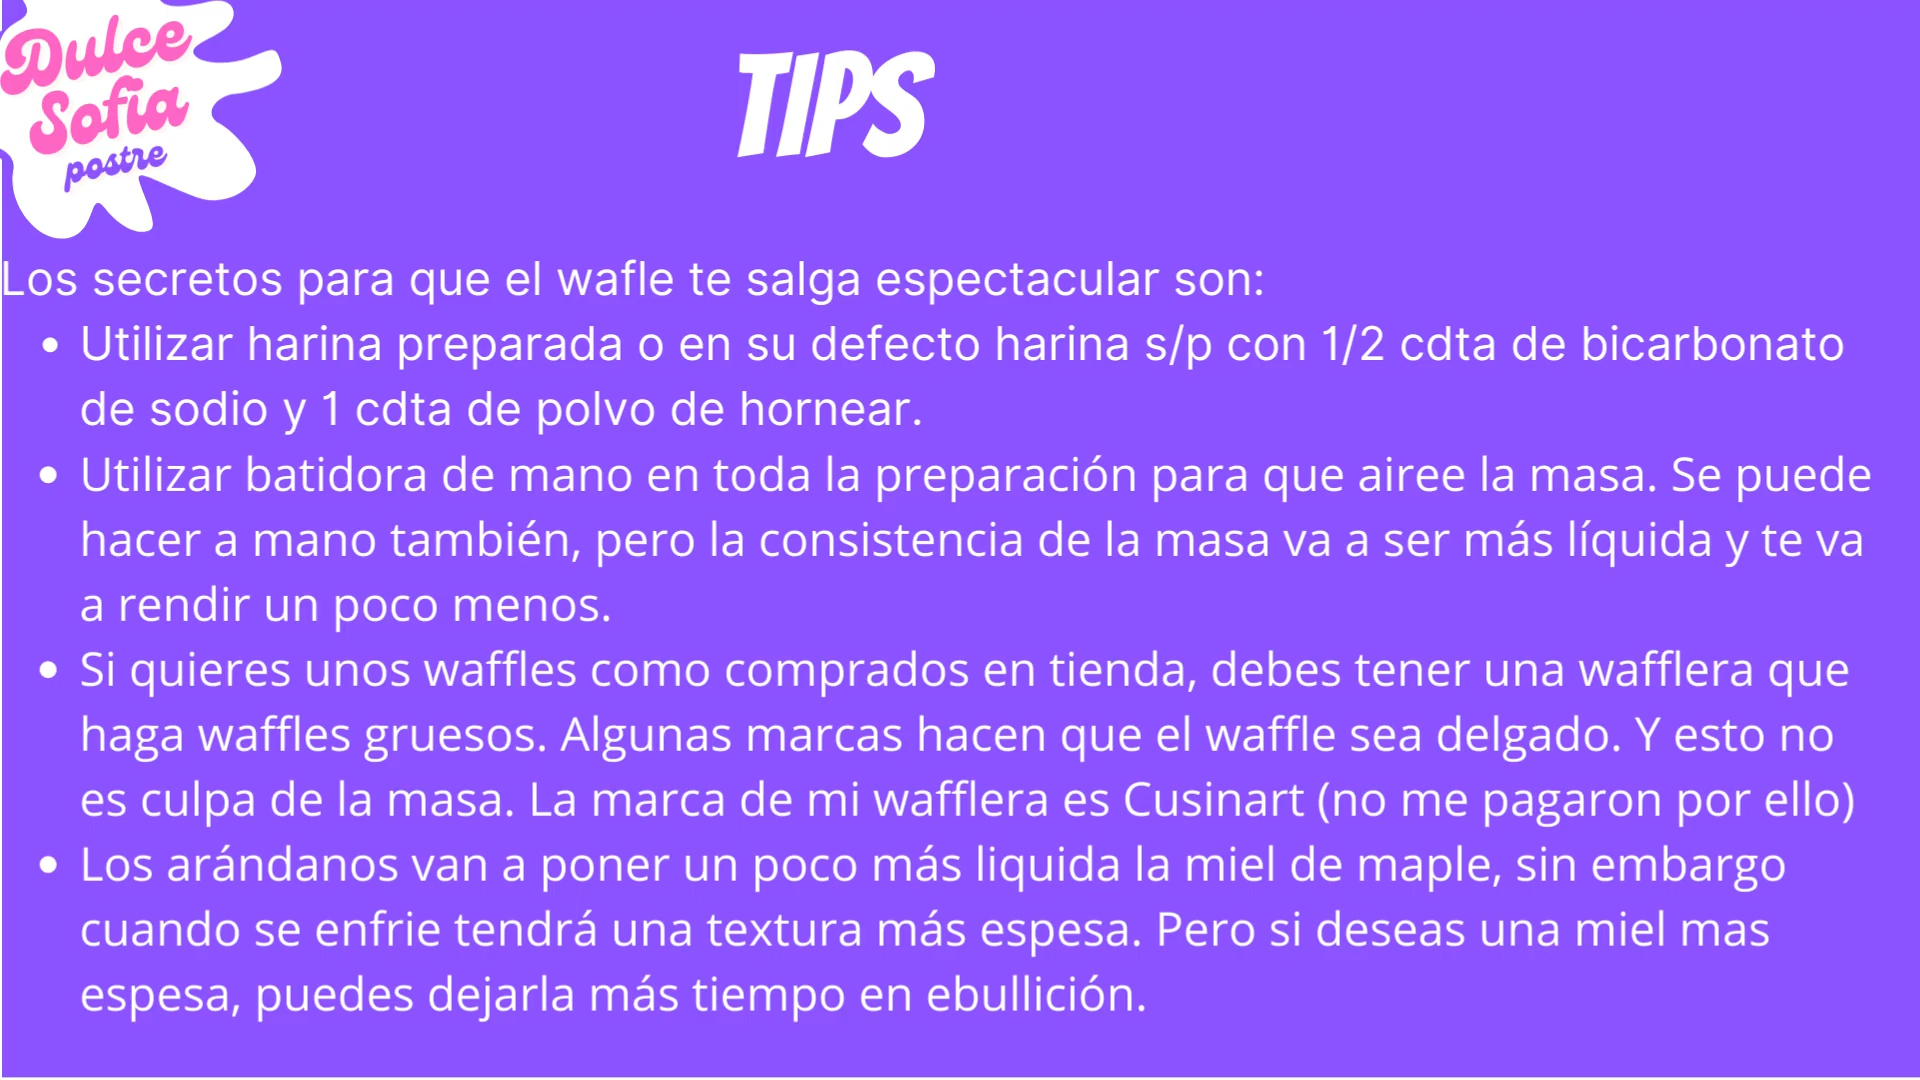 Dulce
Sofia
postre
TIPS
Los secretos para que el wafle te salga espectacular son:
• Utilizar harina preparada o en su defecto harina s/p con 1/2 cdta de bicarbonato
de sodio y 1 cdta de polvo de hornear.
• Utilizar batidora de mano en toda la preparación para que airee la masa. Se puede
hacer a mano también, pero la consistencia de la masa va a ser más líquida y te va
a rendir un poco menos.
• Si quieres unos waffles como comprados en tienda, debes tener una wafflera que
haga waffles gruesos. Algunas marcas hacen que el waffle sea delgado. Y esto no
es culpa de la masa. La marca de mi wafflera es Cusinart (no me pagaron por ello)
• Los arándanos van a poner un poco más liquida la miel de maple, sin embargo
cuando se enfrie tendrá una textura más espesa. Pero si deseas una miel mas
espesa, puedes dejarla más tiempo en ebullición.